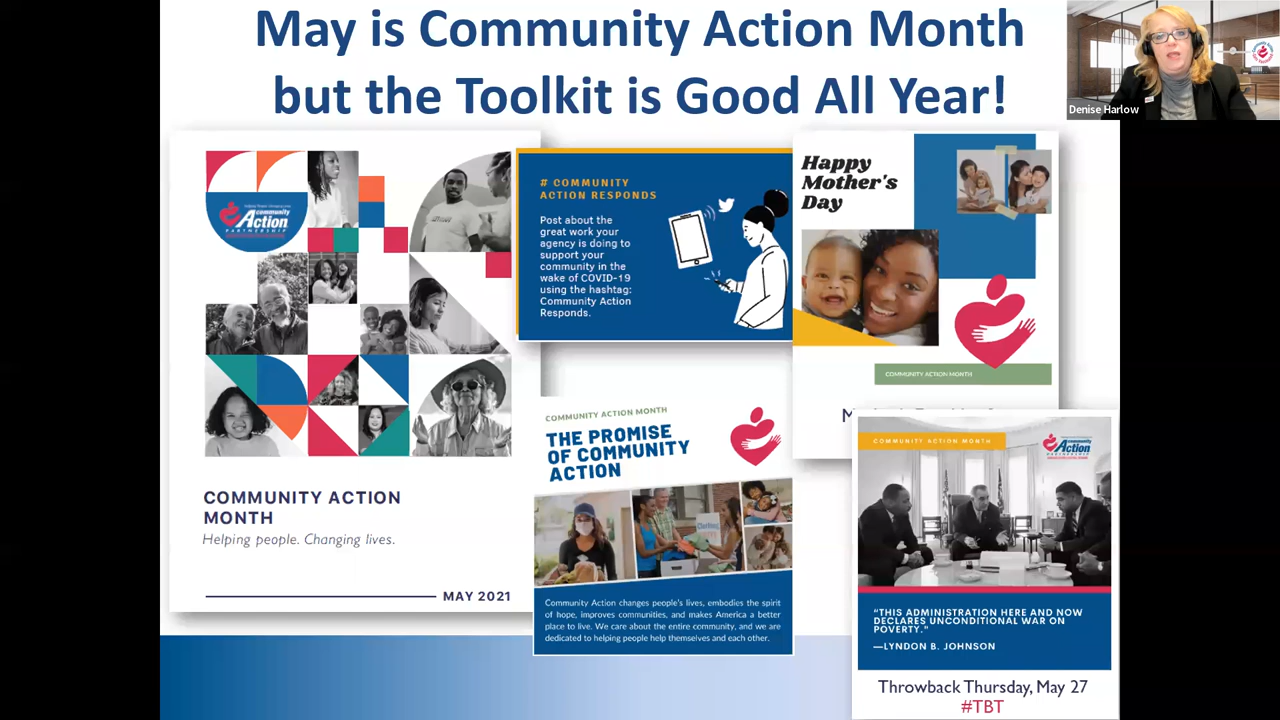 May is Community Action Month
but the Toolkit is Good All Year!
Denise Harlow
community
Action
PARTNERSHIP
COMMUNITY ACTION
MONTH
Helping people. Changing lives.
MAY 2021
# COMMUNITY
ACTION RESPONDS
Post about the
great work your
agency is doing to
support your
community in the
wake of COVID-19
using the hashtag:
Community Action
Responds.
Happy
Mother's
Day
COMMUNITY ACTION MONTH
COMMUNITY ACTION MONTH
THE PROMISE
OF COMMUNITY
ACTION
Community Action changes people's lives, embodies the spirit
of hope, improves communities, and makes America a better
place to live. We care about the entire community, and we are
dedicated to helping people help themselves and each other.
COMMUNITY ACTION MONTH
community
Action
PARTNERSHIP
"THIS ADMINISTRATION HERE AND NOW
DECLARES UNCONDITIONAL WAR ON
POVERTY."
—LYNDON B. JOHNSON
Throwback Thursday, May 27
#TBT